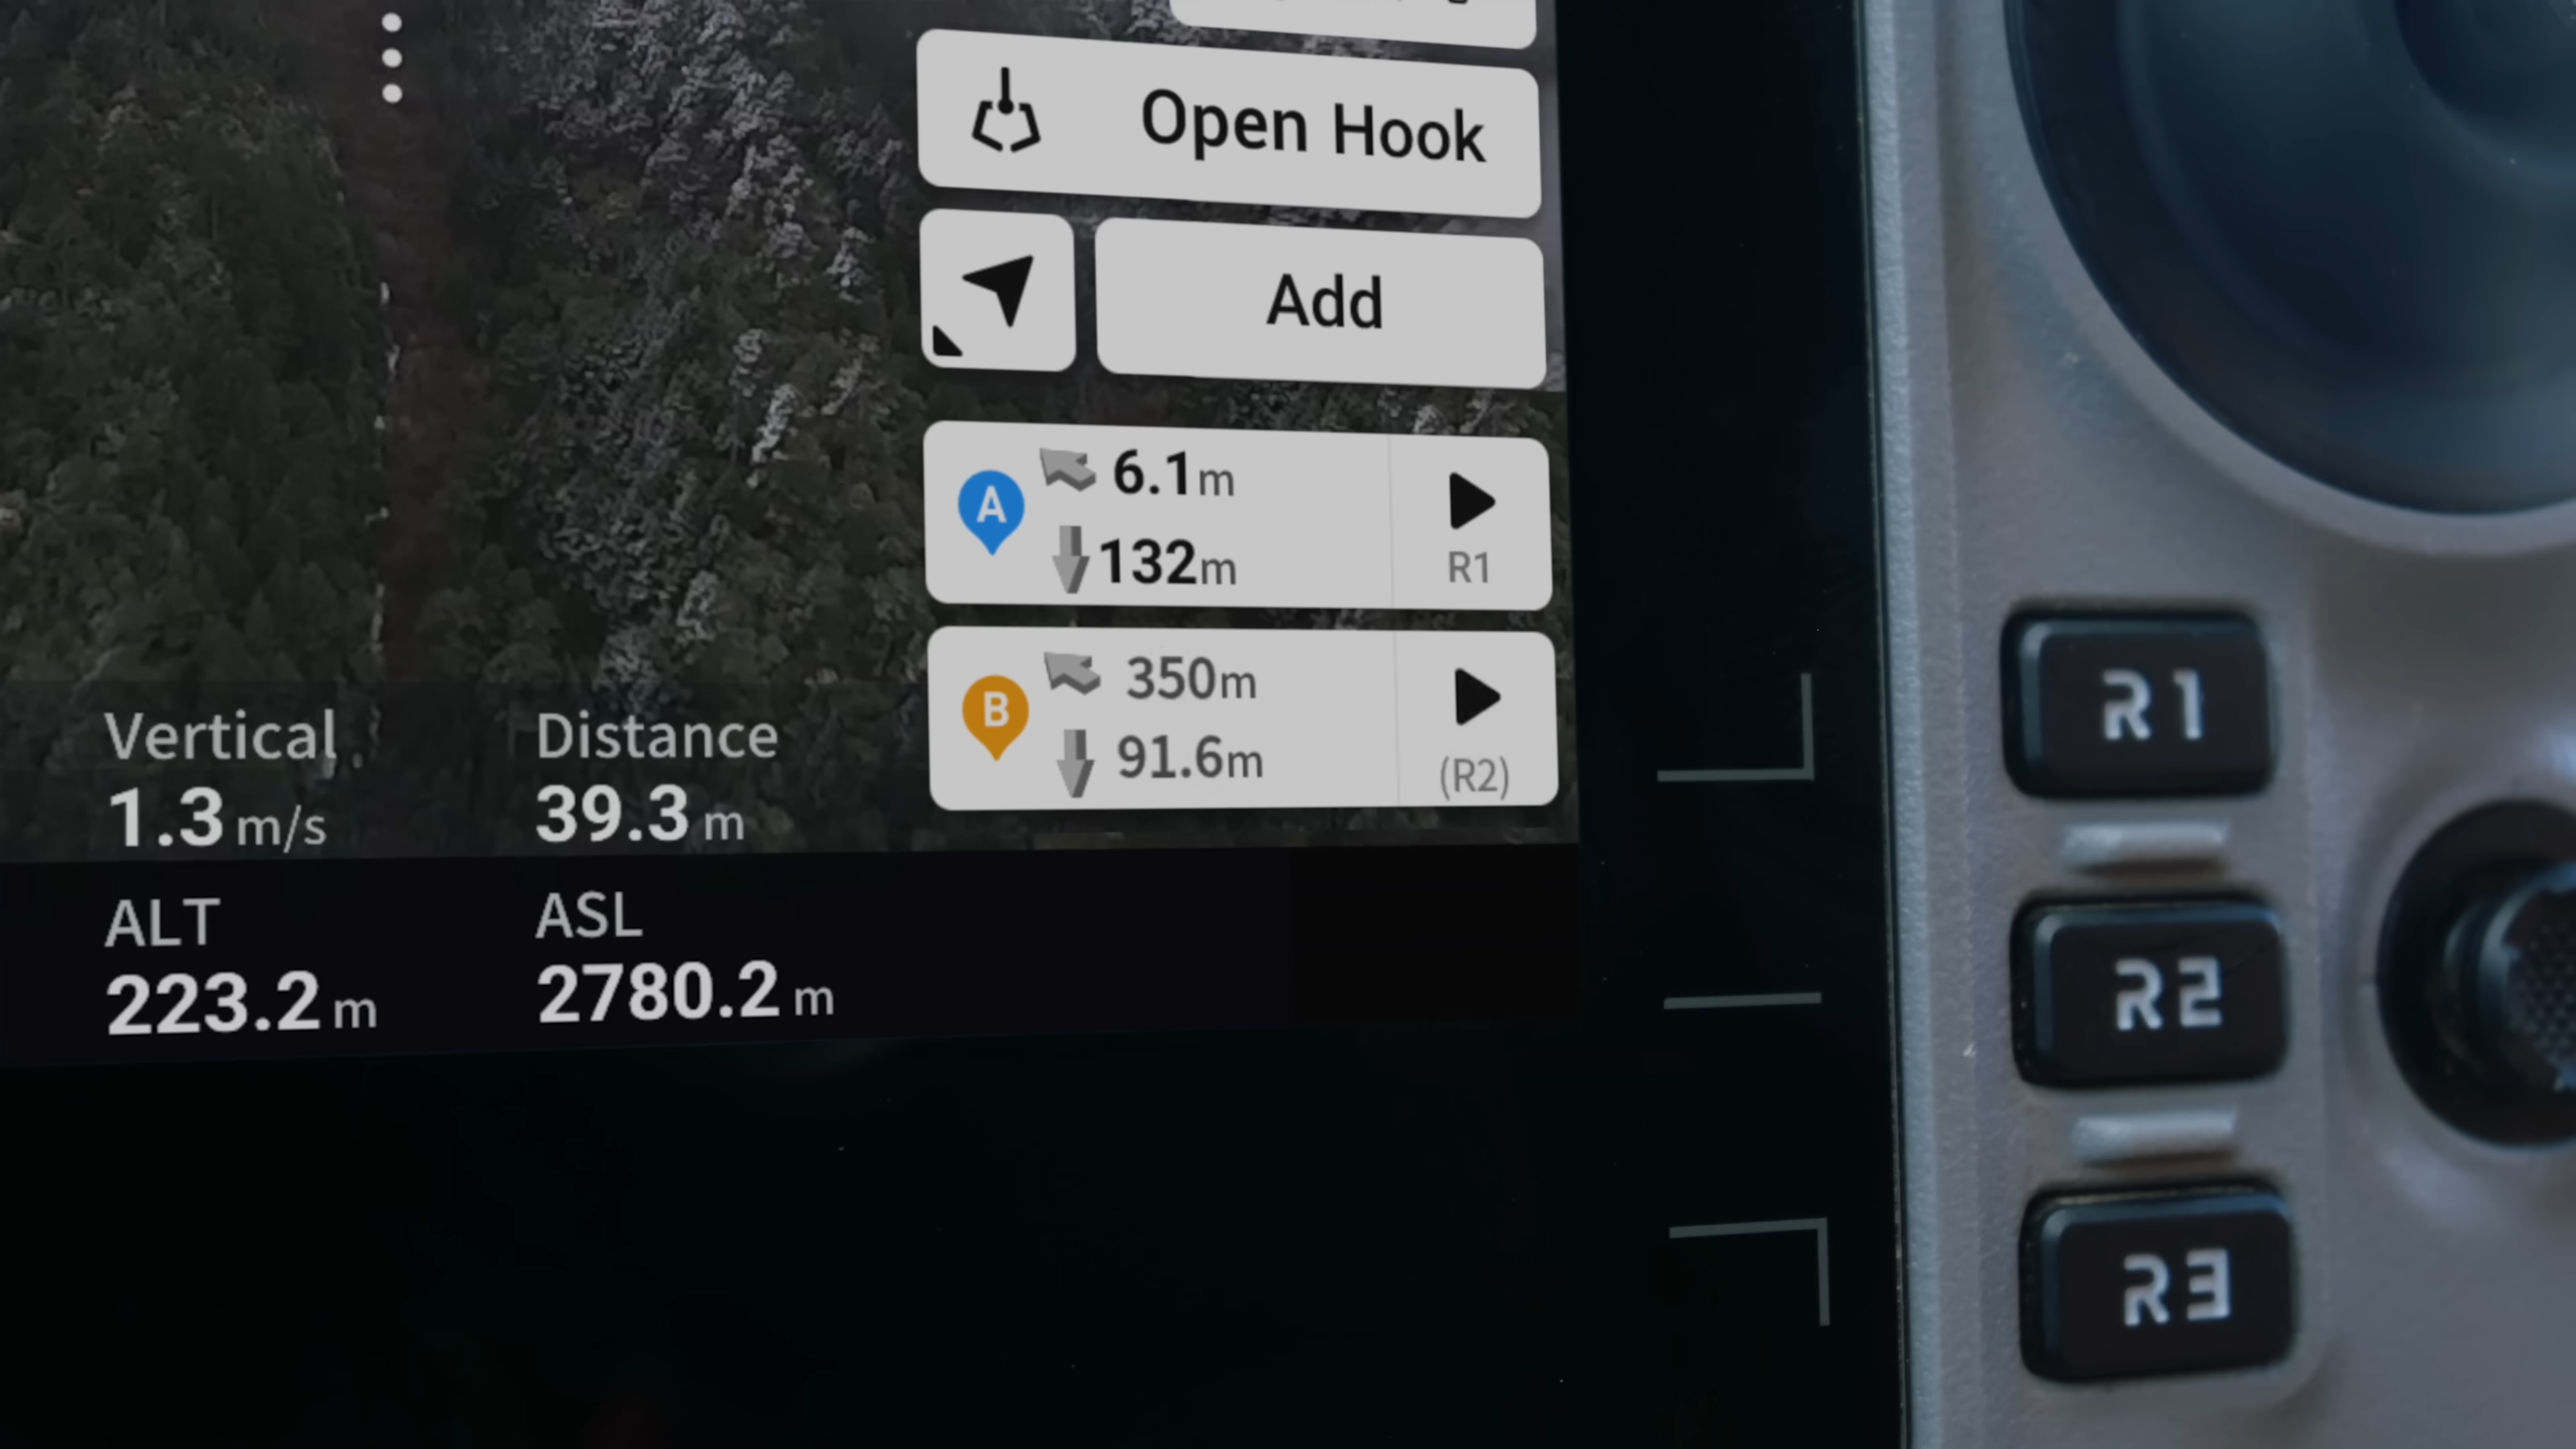 Open Hook
Add
A 6.1m
132m R1
B 350m
91.6m (R2)
Vertical Distance
1.3 m/s 39.3 m
ALT ASL
223.2 m 2780.2 m
R1
R2
R3